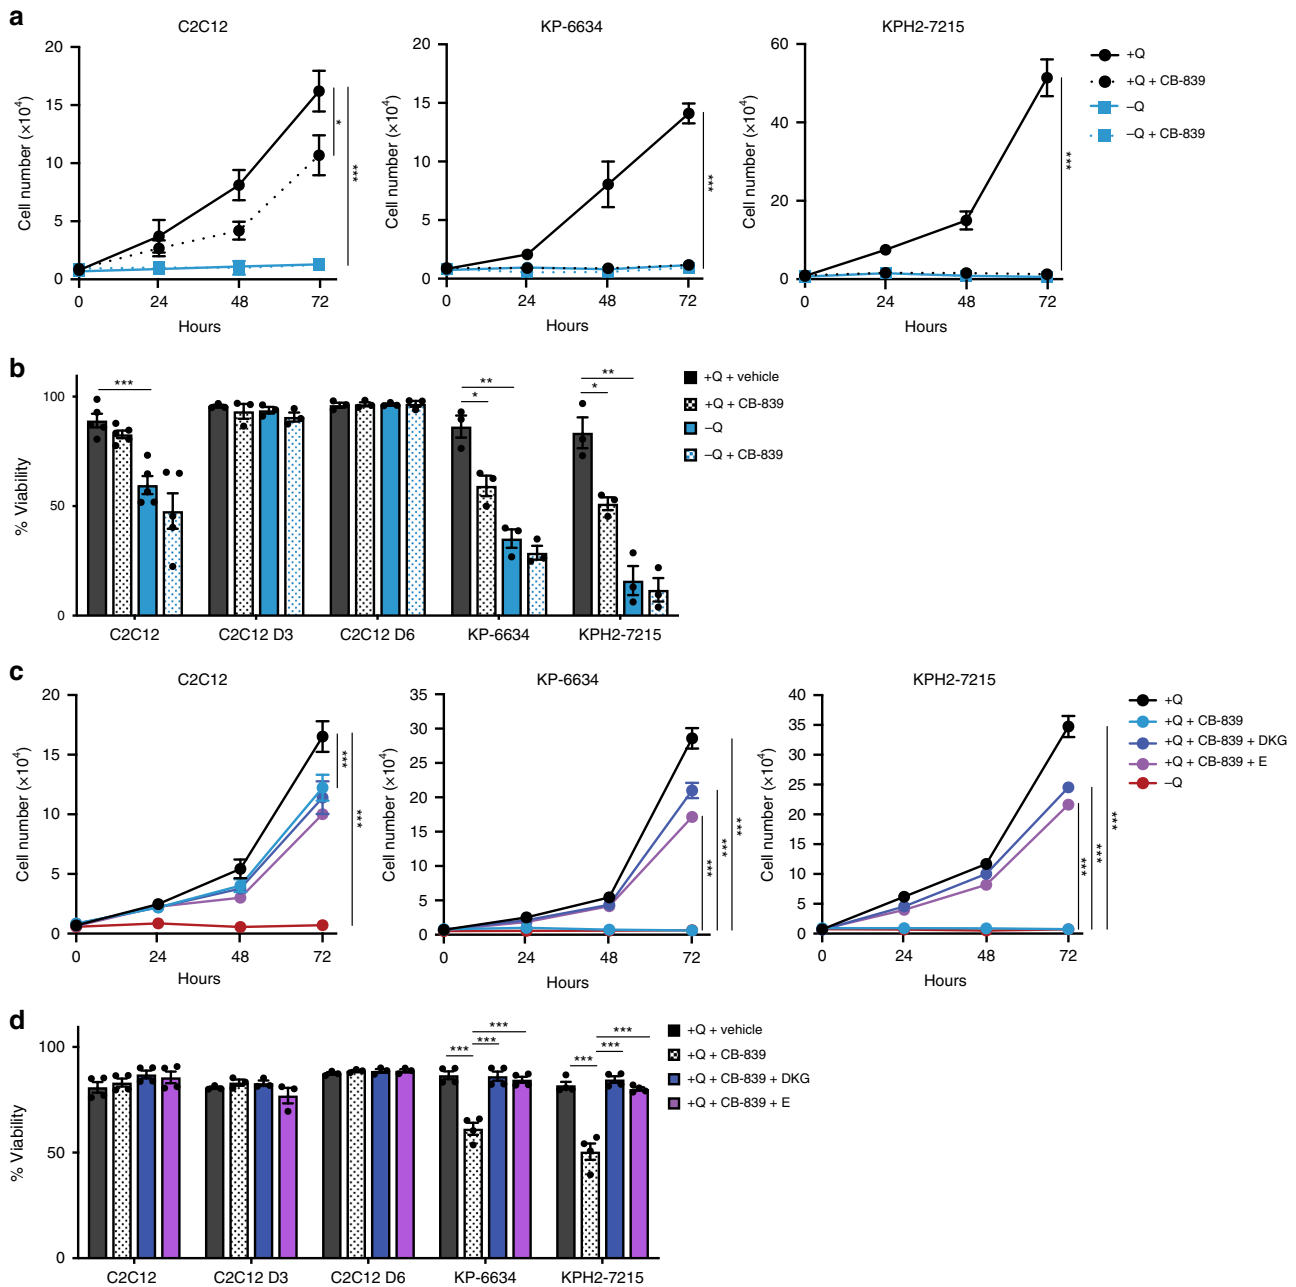 a
C2C12
KP-6634
KPH2-7215
Cell number (×10⁴)
20
15
10
5
0
0 24 48 72
Hours
*
***
Cell number (×10⁴)
20
15
10
5
0
0 24 48 72
Hours
***
Cell number (×10⁴)
60
40
20
0
0 24 48 72
Hours
***
+Q
+Q + CB-839
–Q
–Q + CB-839
b
% Viability
100
50
0
***
**
*
**
*
C2C12 C2C12 D3 C2C12 D6 KP-6634 KPH2-7215
+Q + vehicle
+Q + CB-839
–Q
–Q + CB-839
c
C2C12
KP-6634
KPH2-7215
Cell number (×10⁴)
20
15
10
5
0
0 24 48 72
Hours
***
***
Cell number (×10⁴)
35
30
25
20
15
10
5
0
0 24 48 72
Hours
***
***
***
Cell number (×10⁴)
40
35
30
25
20
15
10
5
0
0 24 48 72
Hours
***
***
***
+Q
+Q + CB-839
+Q + CB-839 + DKG
+Q + CB-839 + E
–Q
d
% Viability
100
50
0
***
***
***
***
***
***
C2C12 C2C12 D3 C2C12 D6 KP-6634 KPH2-7215
+Q + vehicle
+Q + CB-839
+Q + CB-839 + DKG
+Q + CB-839 + E